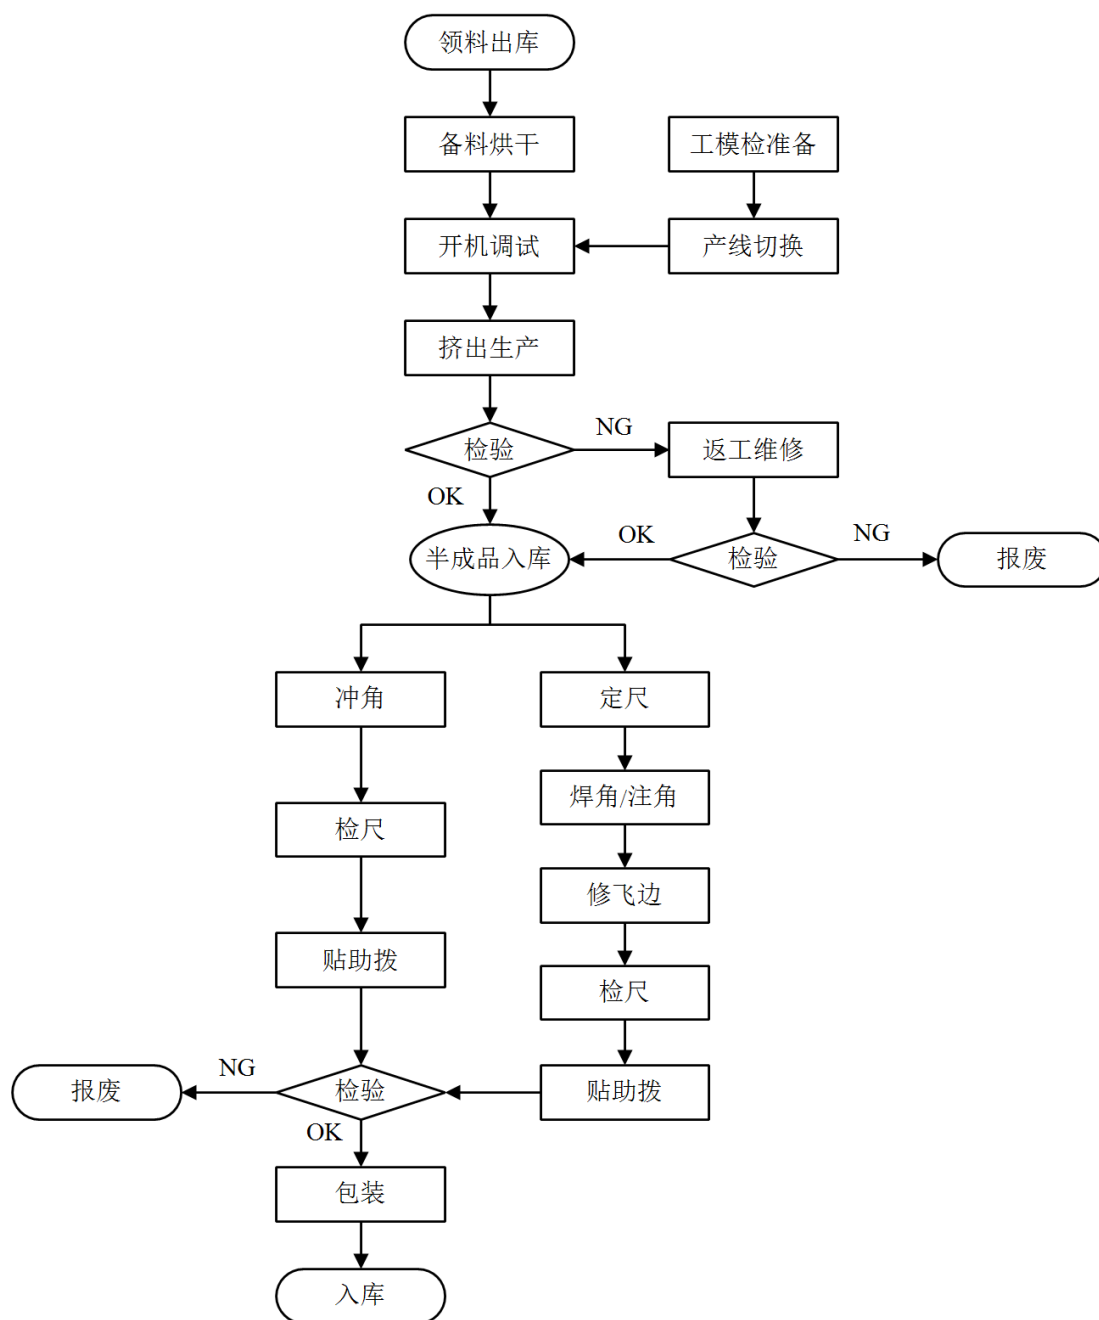 领料出库
备料烘干
工模检准备
开机调试
产线切换
挤出生产
检验
NG
返工维修
OK
半成品入库
OK
检验
NG
报废
冲角
定尺
焊角/注角
检尺
修飞边
贴助拨
检尺
报废
NG
检验
贴助拨
OK
包装
入库